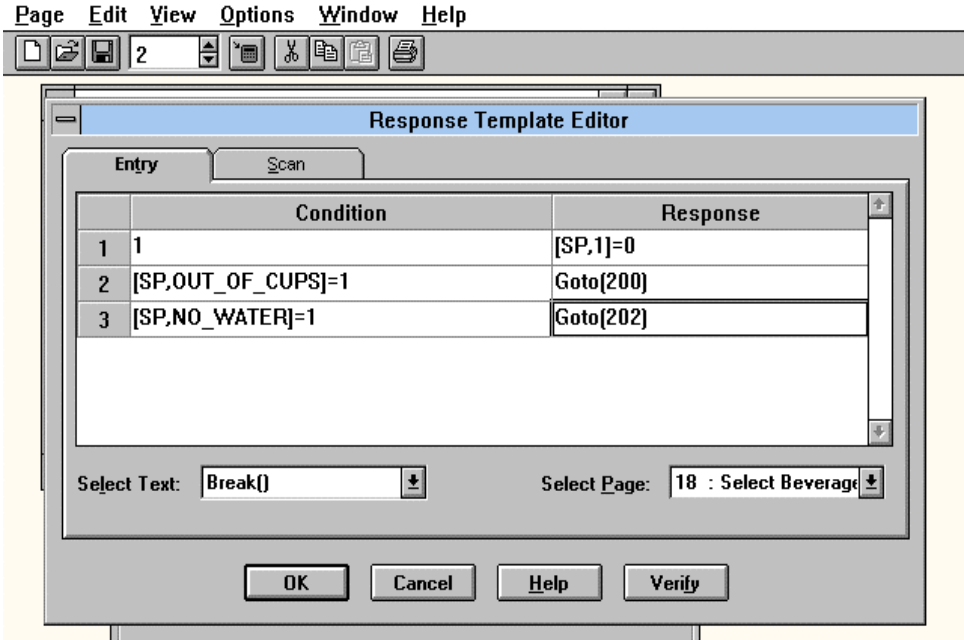 Page Edit View Options Window Help
2
Response Template Editor
Entry Scan
Condition Response
1 1 [SP,1]=0
2 [SP,OUT_OF_CUPS]=1 Goto(200)
3 [SP,NO_WATER]=1 Goto(202)
Select Text: Break() Select Page: 18 : Select Beverage
OK Cancel Help Verify